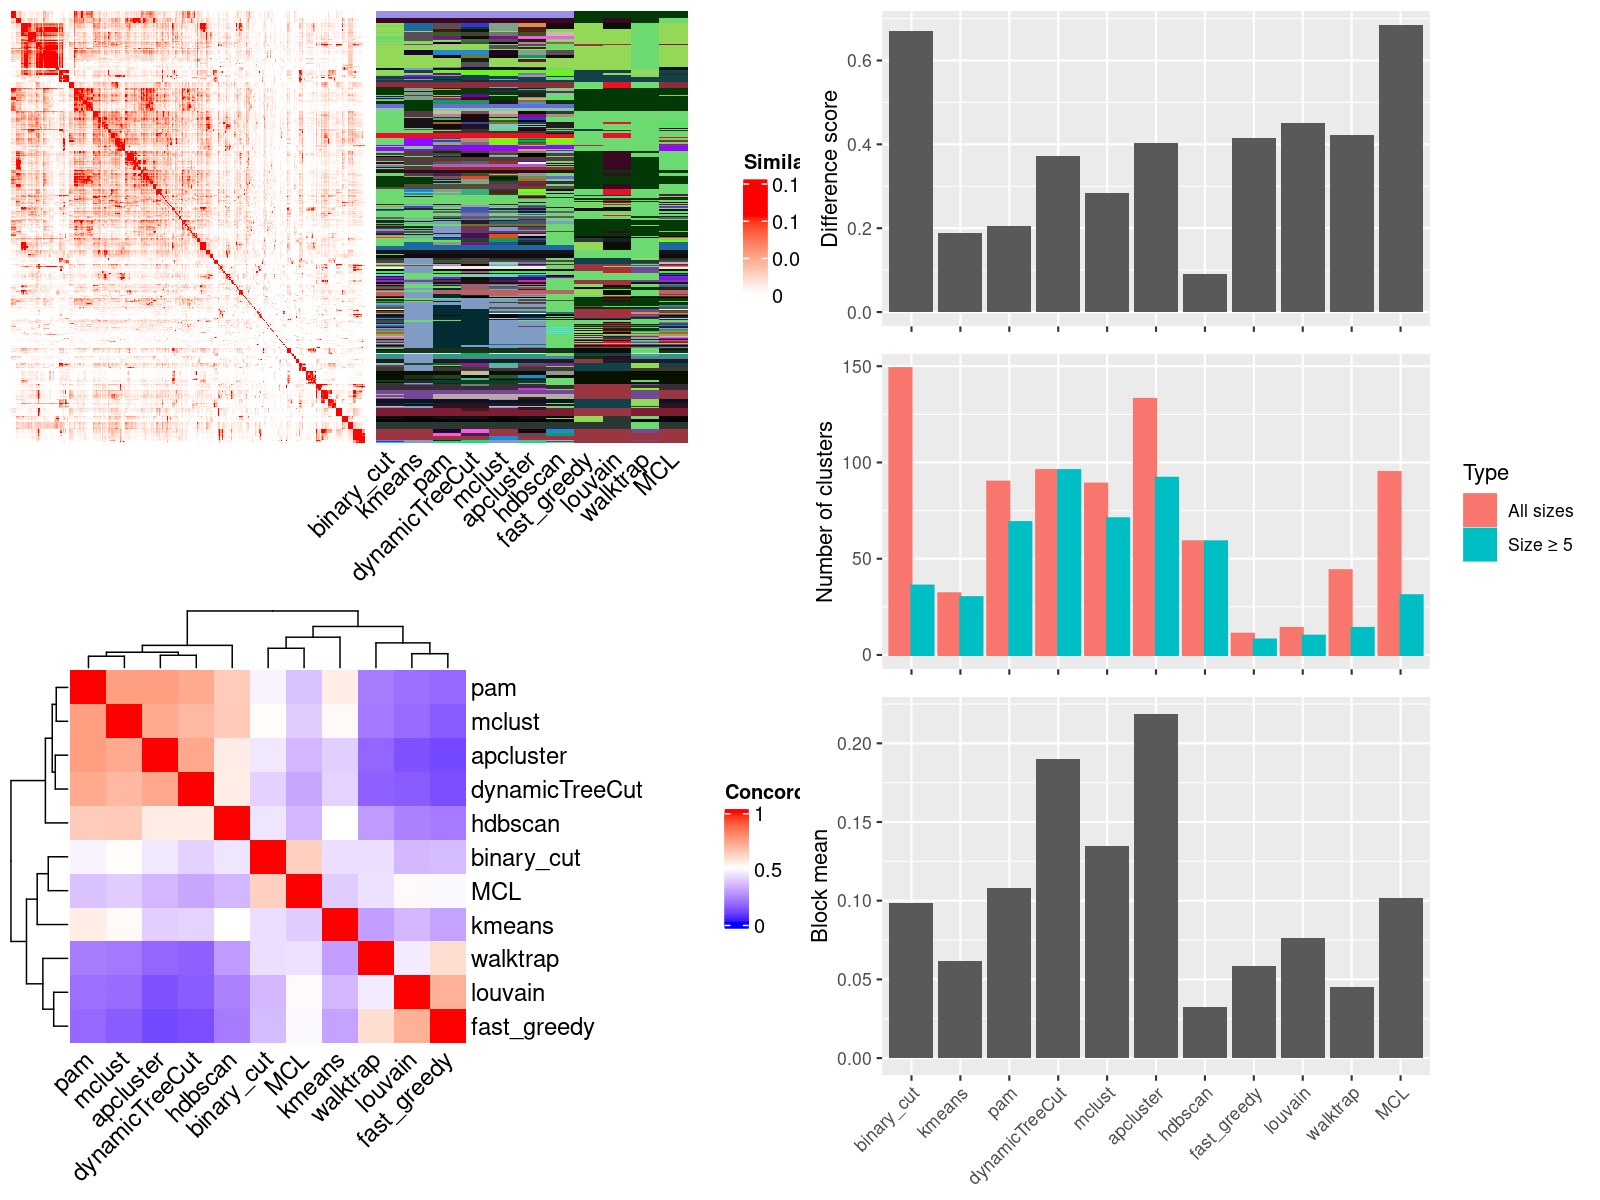 Simila
0.1
0.1
0.0
0
binary_cut
kmeans
pam
dynamicTreeCut
mclust
apcluster
hdbscan
fast_greedy
louvain
walktrap
MCL
pam
mclust
apcluster
dynamicTreeCut
hdbscan
binary_cut
MCL
kmeans
walktrap
louvain
fast_greedy
Concord
1
0.5
0
pam
mclust
apcluster
dynamicTreeCut
hdbscan
binary_cut
MCL
kmeans
walktrap
louvain
fast_greedy
Difference score
0.6
0.4
0.2
0.0
Number of clusters
150
100
50
0
Type
All sizes
Size ≥ 5
Block mean
0.20
0.15
0.10
0.05
0.00
binary_cut
kmeans
pam
dynamicTreeCut
mclust
apcluster
hdbscan
fast_greedy
louvain
walktrap
MCL